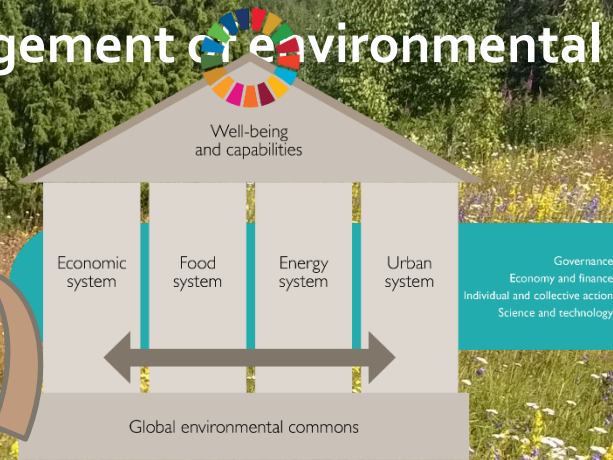 of environmental
Well-being
and capabilities
Economic
system
Food
system
Energy
system
Urban
system
Governance
Economy and finance
Individual and collective action
Science and technology
Global environmental commons